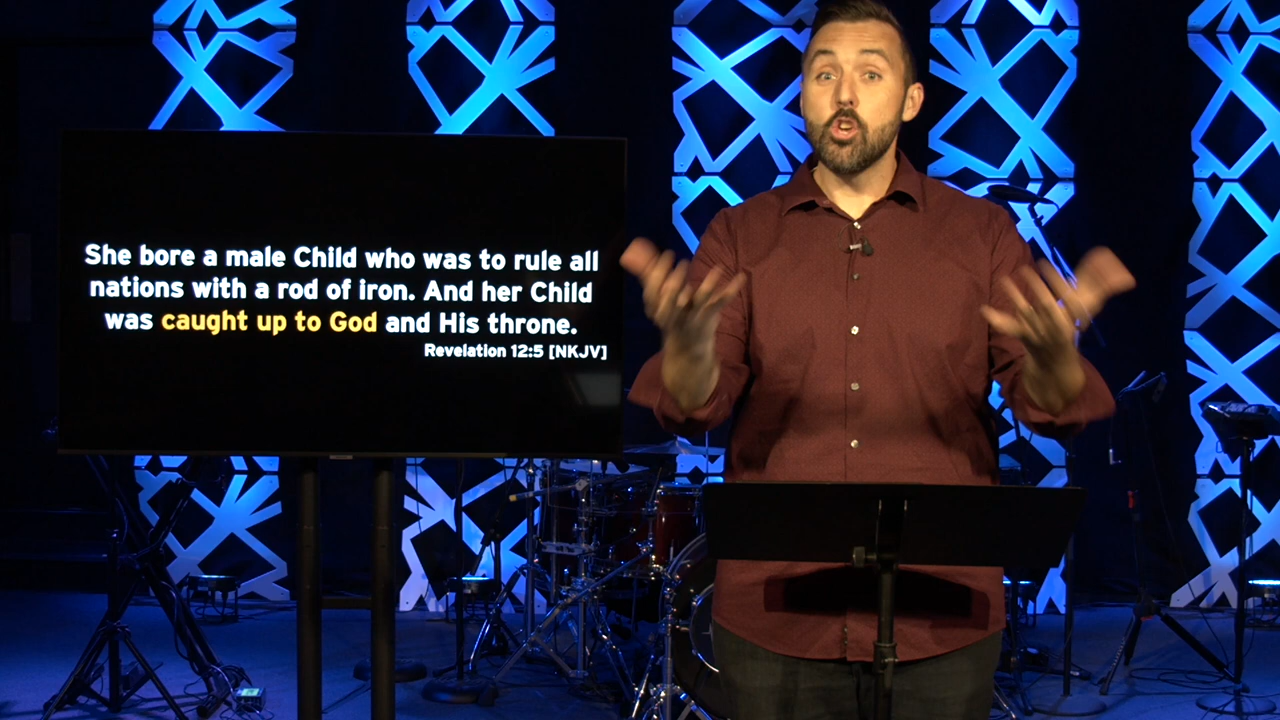 She bore a male Child who was to rule all
nations with a rod of iron. And her Child
was caught up to God and His throne.
Revelation 12:5 [NKJV]